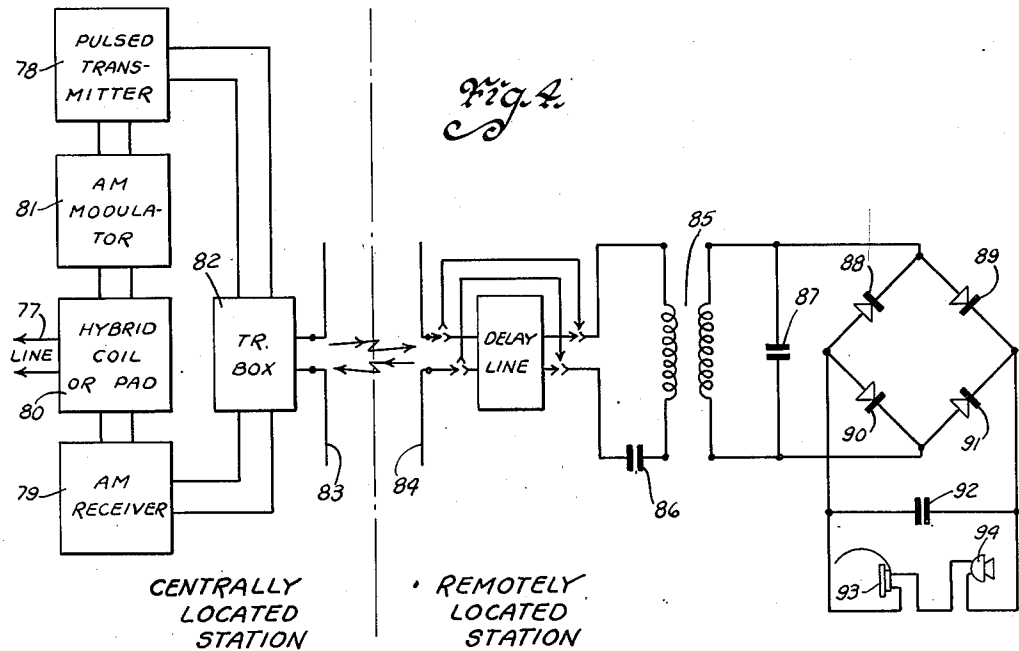 PULSED
TRANS-
MITTER
78
Fig. 4.
AM
MODULA-
TOR
81
82
77
LINE
HYBRID
COIL
OR PAD
80
TR.
BOX
DELAY
LINE
85
86
87
88
89
90
91
92
93
94
79
AM
RECEIVER
83
84
CENTRALLY
LOCATED
STATION
REMOTELY
LOCATED
STATION